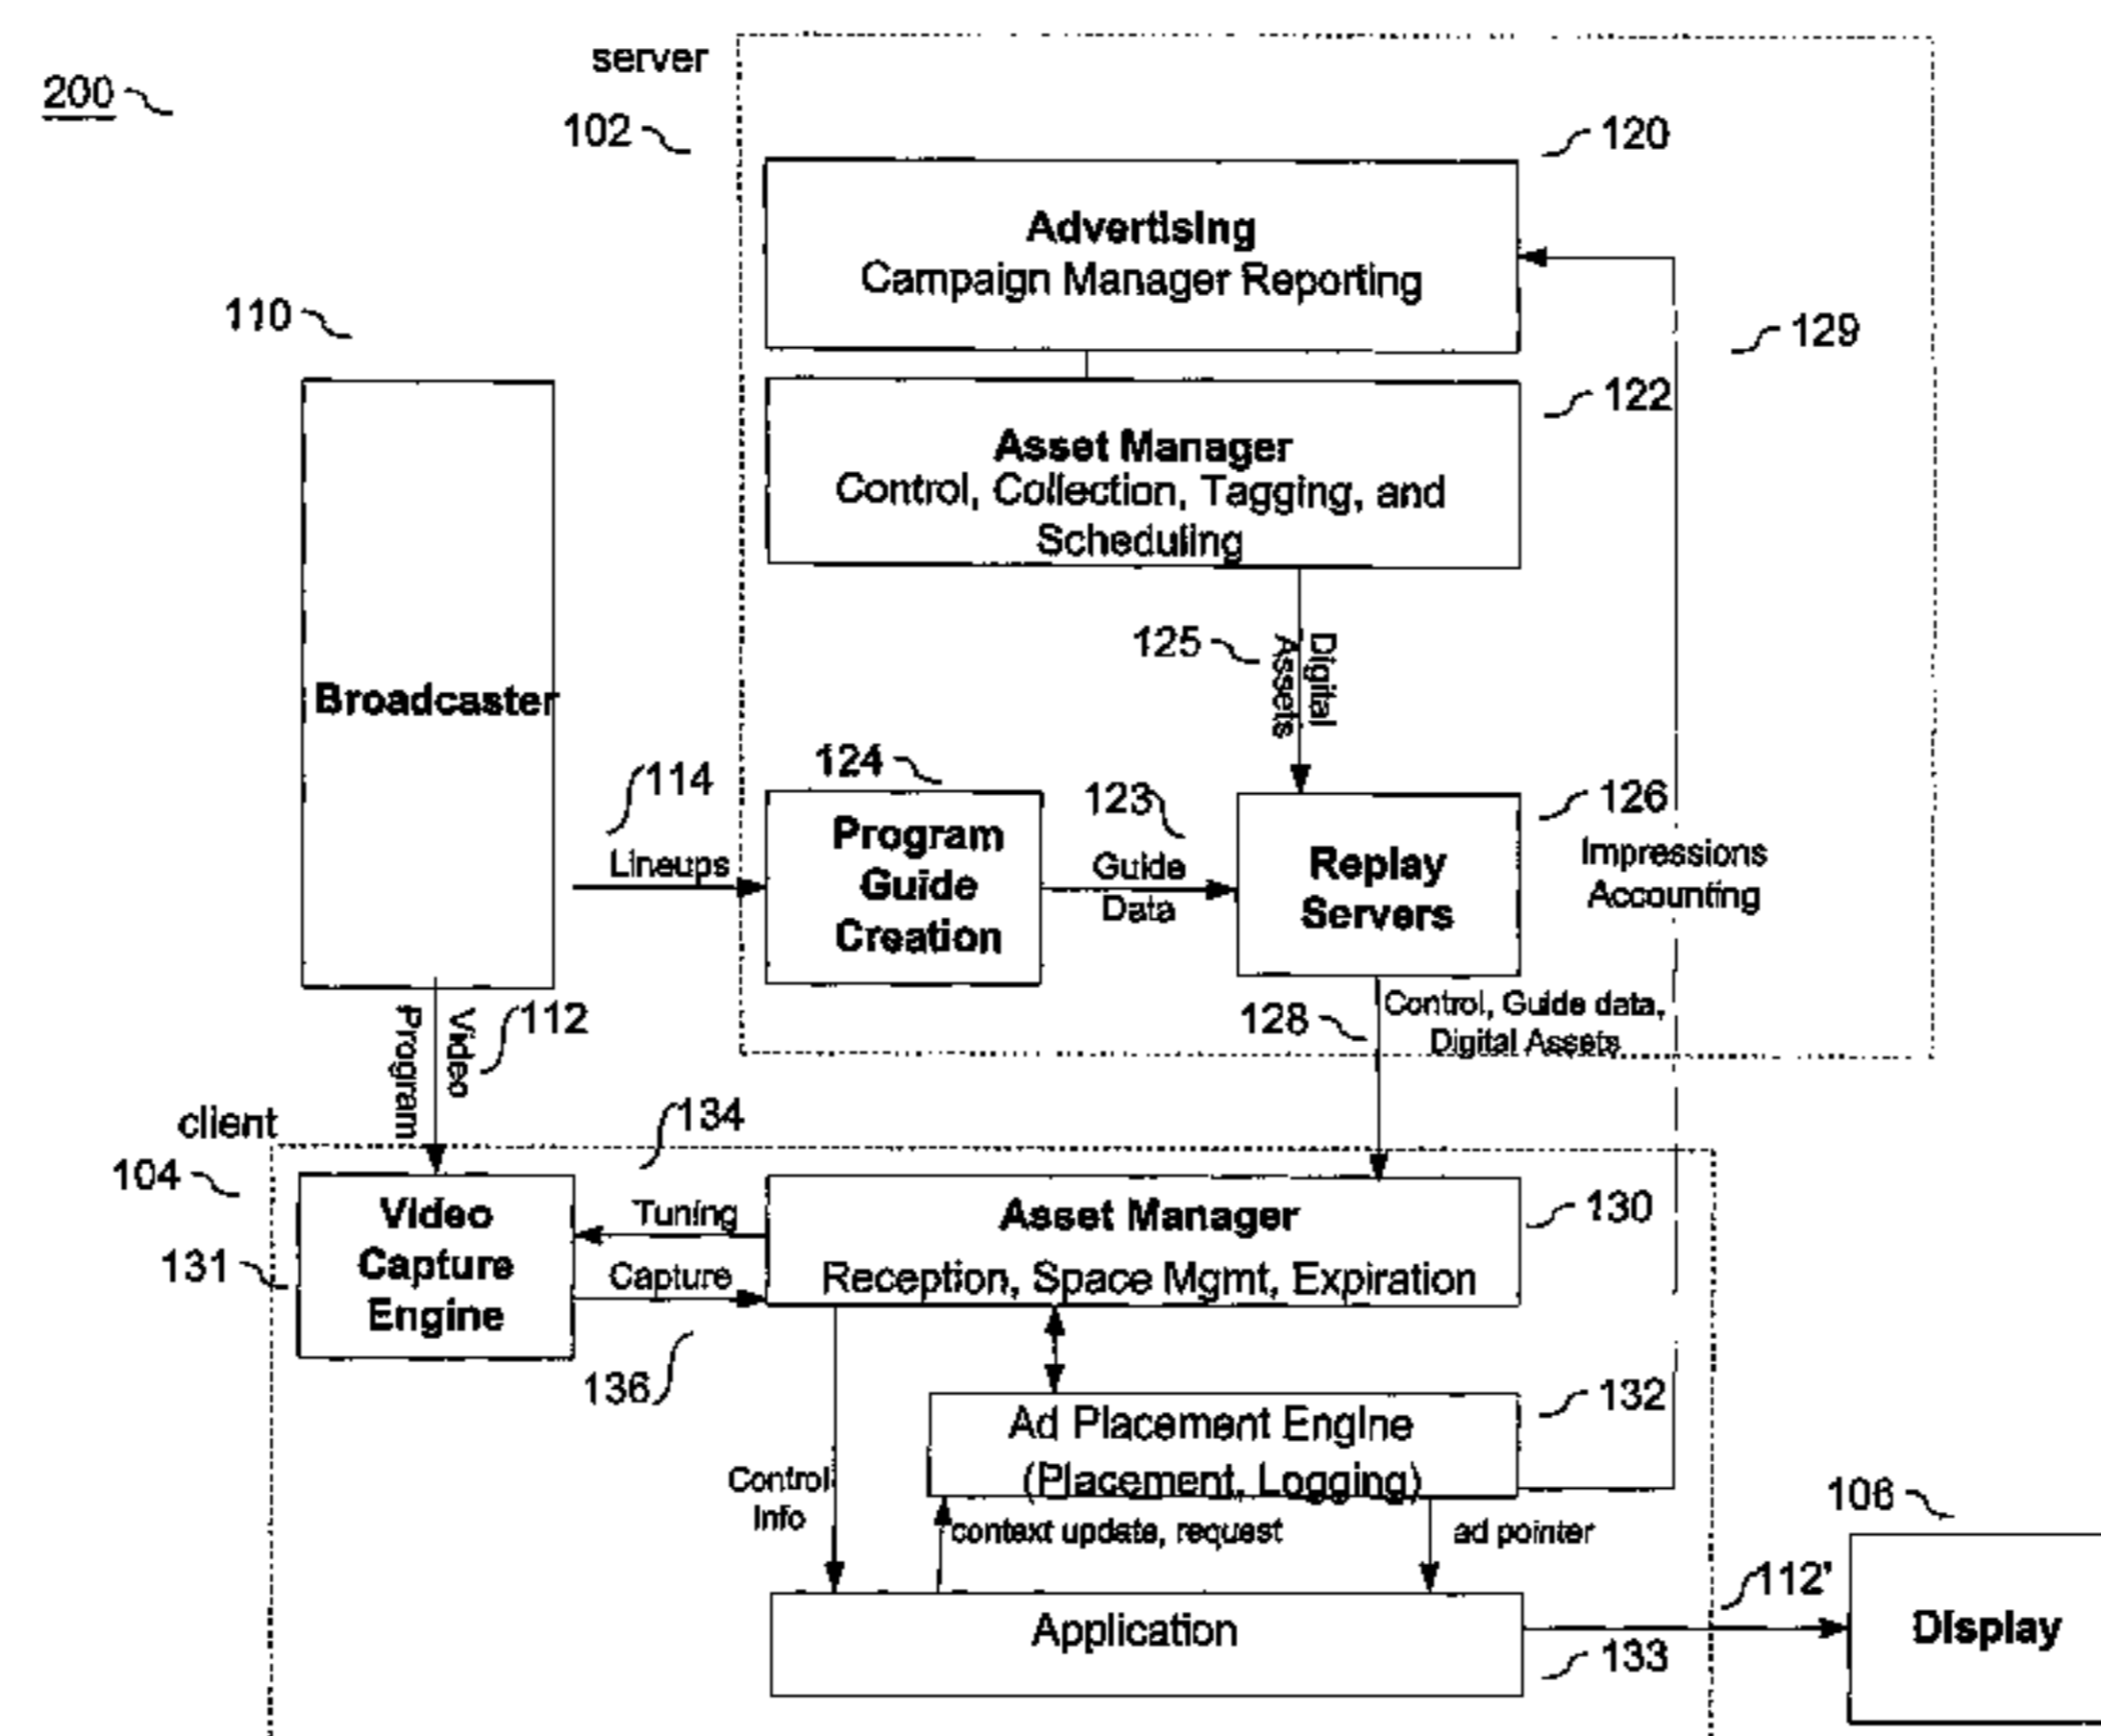 200
server
102
120
Advertising
Campaign Manager Reporting
110
129
122
Asset Manager
Control, Collection, Tagging, and
Scheduling
125
Digital
Assets
Broadcaster
114
Lineups
124
Program
Guide
Creation
123
Guide
Data
126
Replay
Servers
Impressions
Accounting
128
Control, Guide data,
Digital Assets
112
Video
Program
client
104
134
131
Video
Capture
Engine
Tuning
Capture
136
130
Asset Manager
Reception, Space Mgmt, Expiration
132
Ad Placement Engine
(Placement, Logging)
Control
Info
context update, request
ad pointer
Application
133
112'
106
Display